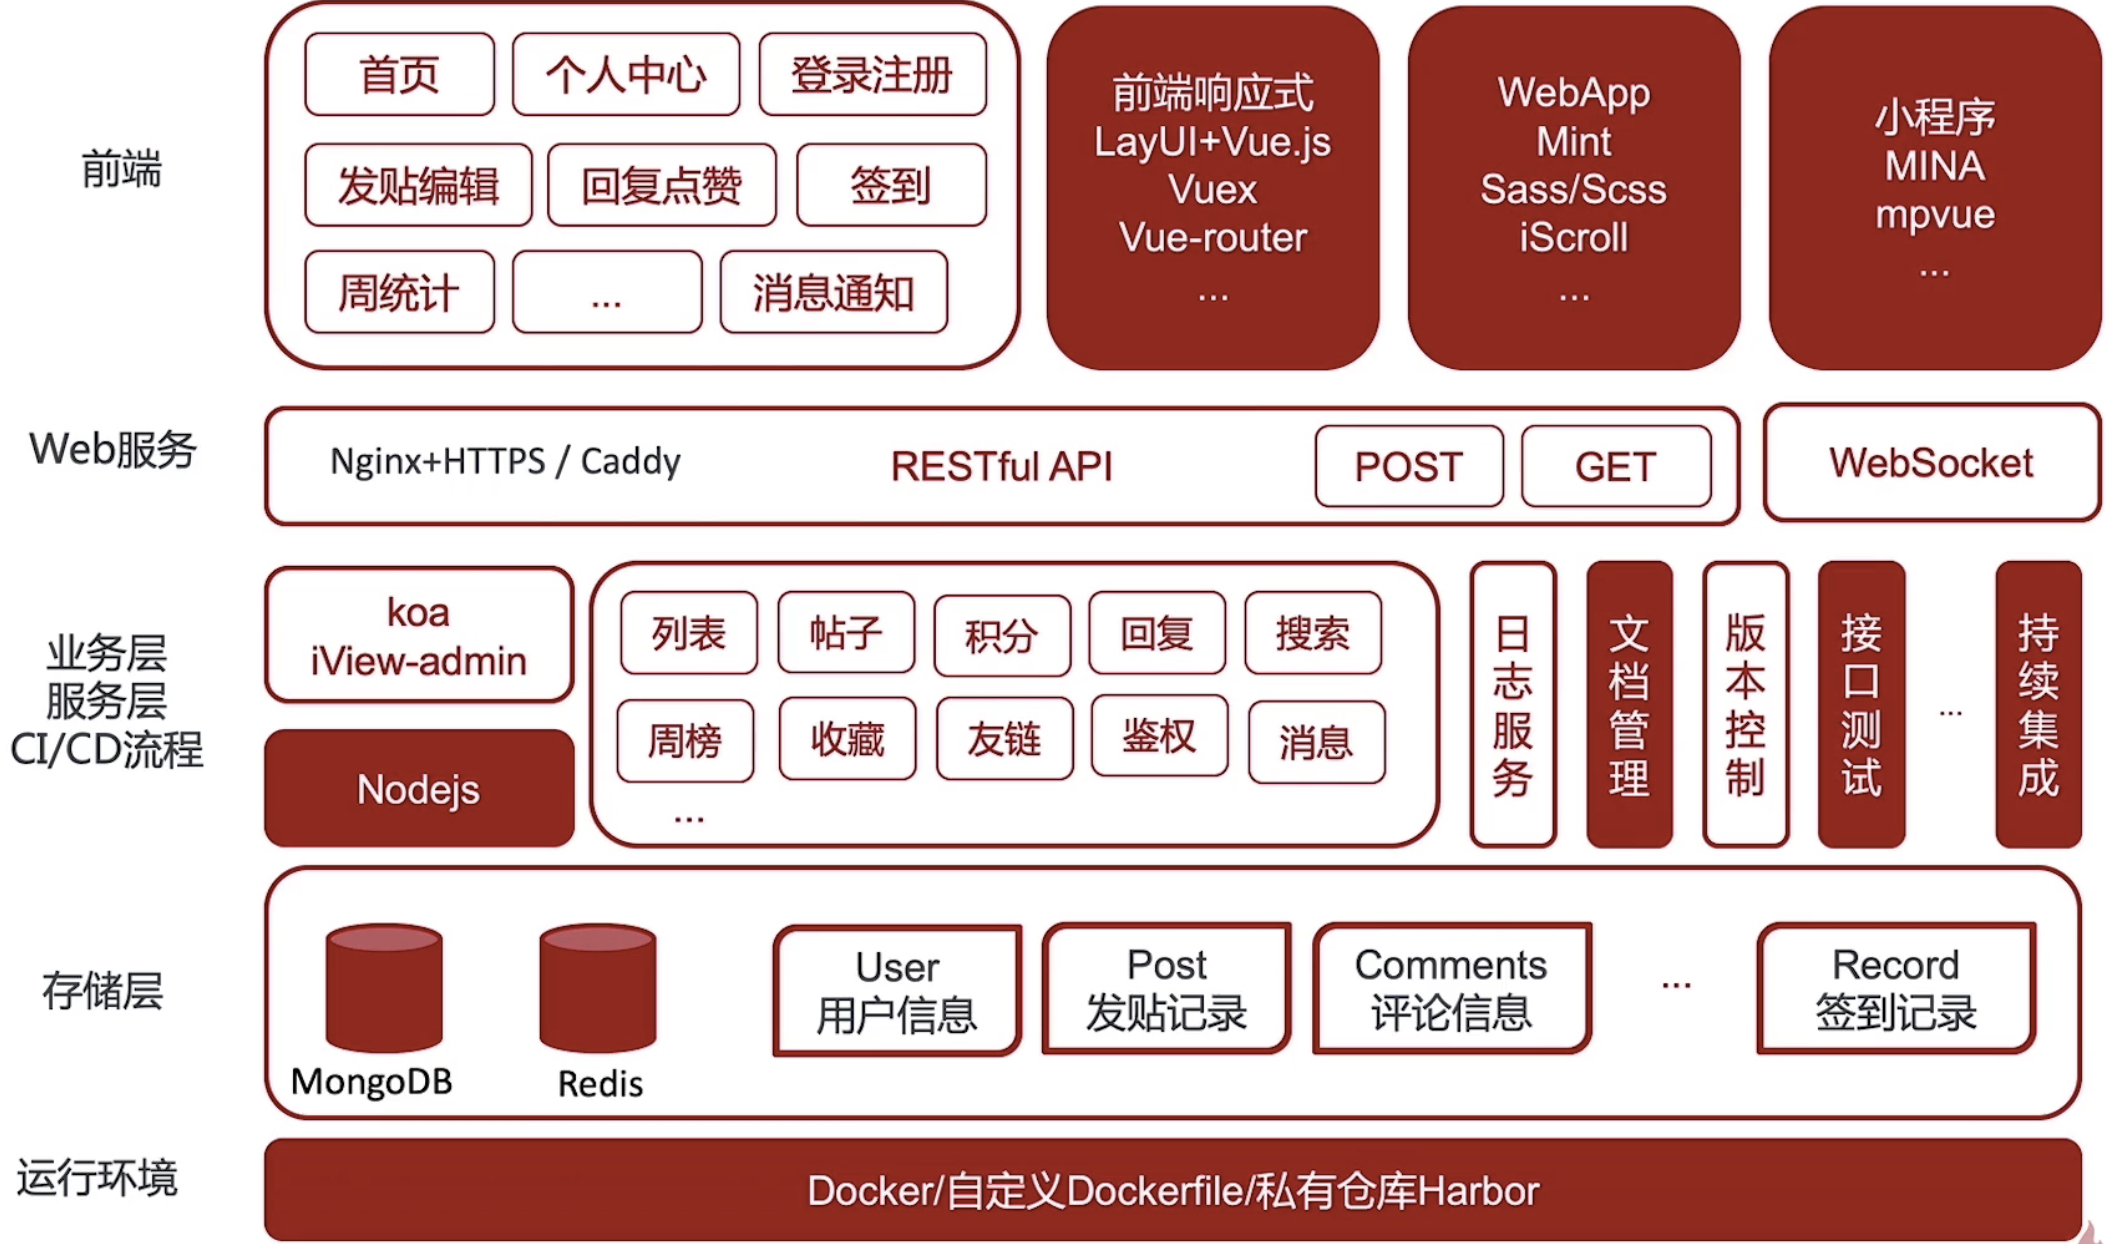 前端
首页
个人中心
登录注册
发贴编辑
回复点赞
签到
周统计
...
消息通知
前端响应式
LayUI+Vue.js
Vuex
Vue-router
...
WebApp
Mint
Sass/Scss
iScroll
...
小程序
MINA
mpvue
...
Web服务
Nginx+HTTPS / Caddy
RESTful API
POST
GET
WebSocket
业务层
服务层
CI/CD流程
koa
iView-admin
Nodejs
列表
帖子
积分
回复
搜索
周榜
收藏
友链
鉴权
消息
...
日志服务
文档管理
版本控制
接口测试
...
持续集成
存储层
MongoDB
Redis
User
用户信息
Post
发贴记录
Comments
评论信息
...
Record
签到记录
运行环境
Docker/自定义Dockerfile/私有仓库Harbor